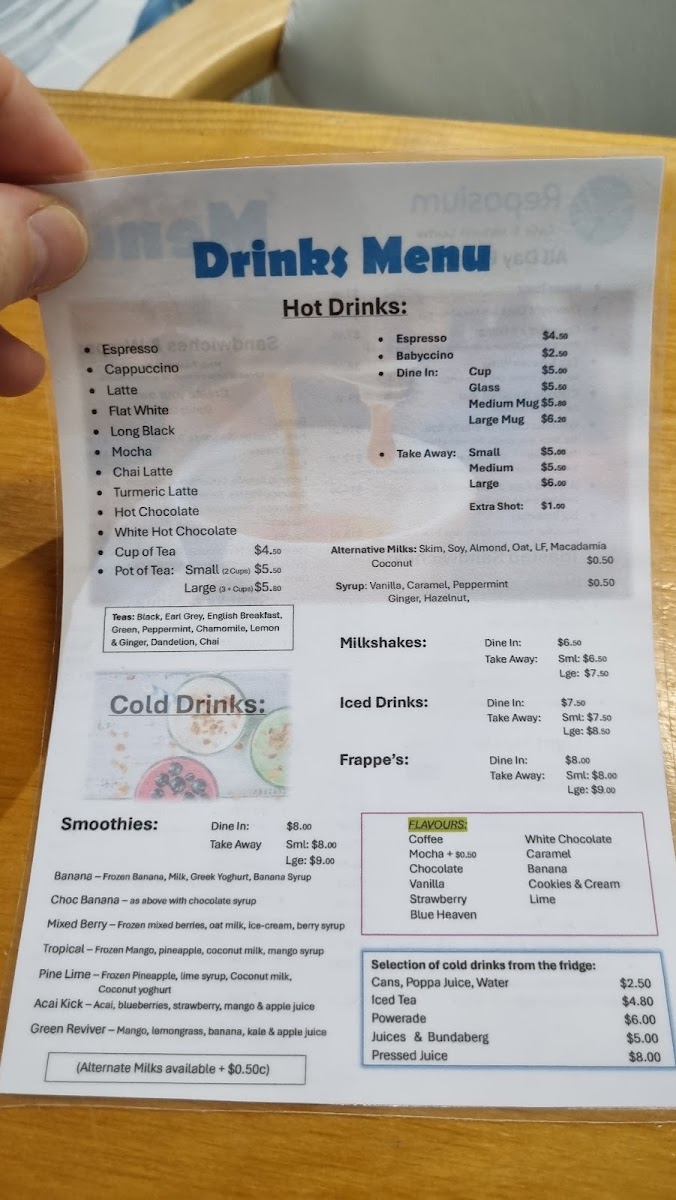 Drinks Menu
Hot Drinks:
• Espresso
• Cappuccino
• Latte
• Flat White
• Long Black
• Mocha
• Chai Latte
• Turmeric Latte
• Hot Chocolate
• White Hot Chocolate
• Cup of Tea $4.50
• Pot of Tea: Small (2 Cups) $5.50
Large (3 + Cups) $5.80
Teas: Black, Earl Grey, English Breakfast,
Green, Peppermint, Chamomile, Lemon
& Ginger, Dandelion, Chai
• Espresso $4.50
• Babyccino $2.50
• Dine In: Cup $5.00
Glass $5.50
Medium Mug $5.80
Large Mug $6.20
• Take Away: Small $5.00
Medium $5.50
Large $6.00
Extra Shot: $1.00
Alternative Milks: Skim, Soy, Almond, Oat, LF, Macadamia
Coconut $0.50
Syrup: Vanilla, Caramel, Peppermint $0.50
Ginger, Hazelnut,
Cold Drinks:
Milkshakes: Dine In: $6.50
Take Away: Sml: $6.50
Lge: $7.50
Iced Drinks: Dine In: $7.50
Take Away: Sml: $7.50
Lge: $8.50
Frappe's: Dine In: $8.00
Take Away: Sml: $8.00
Lge: $9.00
Smoothies: Dine In: $8.00
Take Away Sml: $8.00
Lge: $9.00
Banana – Frozen Banana, Milk, Greek Yoghurt, Banana Syrup
Choc Banana – as above with chocolate syrup
Mixed Berry – Frozen mixed berries, oat milk, ice-cream, berry syrup
Tropical – Frozen Mango, pineapple, coconut milk, mango syrup
Pine Lime – Frozen Pineapple, lime syrup, Coconut milk,
Coconut yoghurt
Acai Kick – Acai, blueberries, strawberry, mango & apple juice
Green Reviver – Mango, lemongrass, banana, kale & apple juice
(Alternate Milks available + $0.50c)
FLAVOURS:
Coffee White Chocolate
Mocha + $0.50 Caramel
Chocolate Banana
Vanilla Cookies & Cream
Strawberry Lime
Blue Heaven
Selection of cold drinks from the fridge:
Cans, Poppa Juice, Water $2.50
Iced Tea $4.80
Powerade $6.00
Juices & Bundaberg $5.00
Pressed Juice $8.00
Reposium
Menu
All Day
Sandwiches